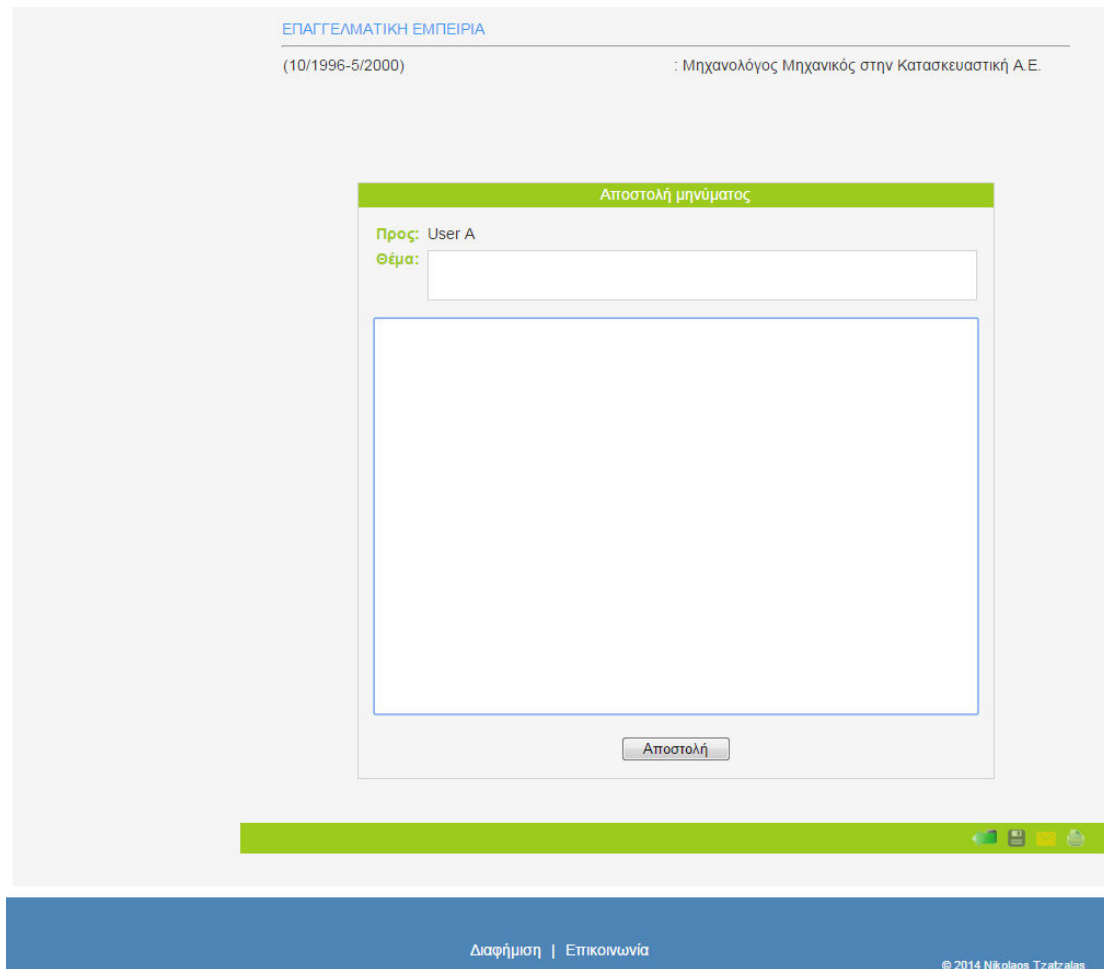 ΕΠΑΓΓΕΛΜΑΤΙΚΗ ΕΜΠΕΙΡΙΑ
(10/1996-5/2000) : Μηχανολόγος Μηχανικός στην Κατασκευαστική Α.Ε.
Αποστολή μηνύματος
Προς: User A
Θέμα:
Αποστολή
Διαφήμιση | Επικοινωνία
© 2014 Nikolaos Tzatzalas